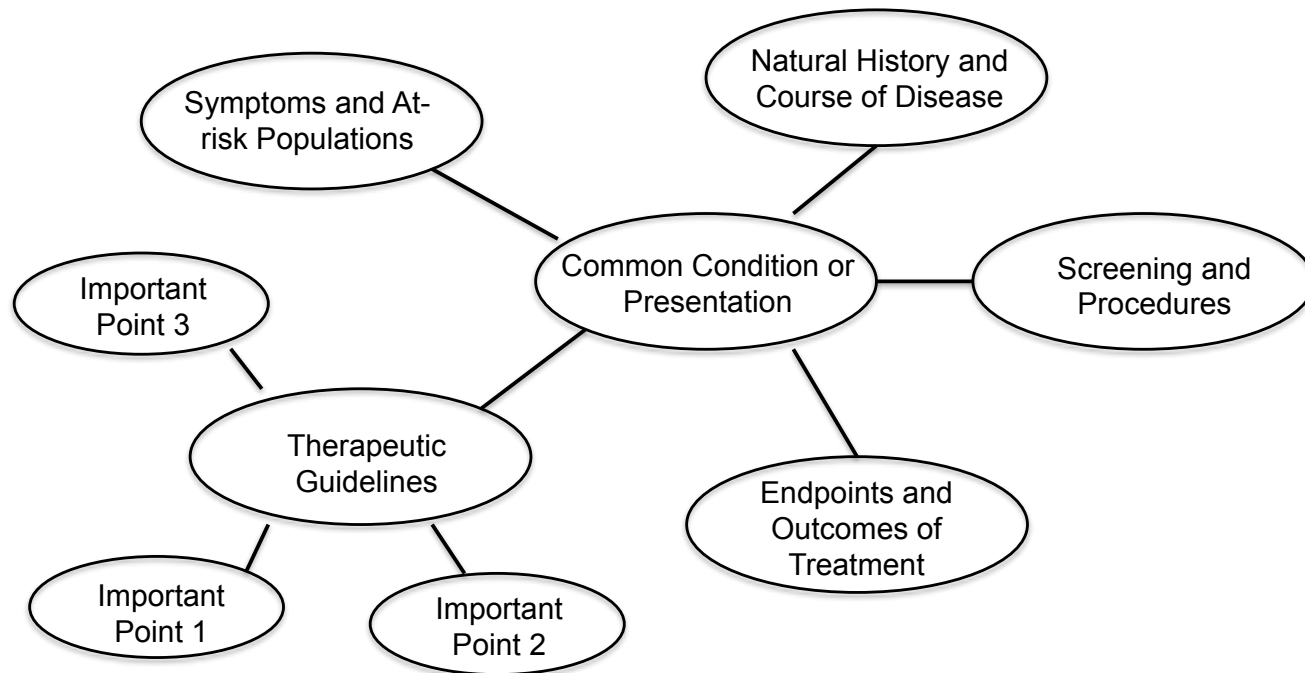 Natural History and
Course of Disease
Symptoms and At-
risk Populations
Common Condition or
Presentation
Screening and
Procedures
Important
Point 3
Therapeutic
Guidelines
Endpoints and
Outcomes of
Treatment
Important
Point 1
Important
Point 2